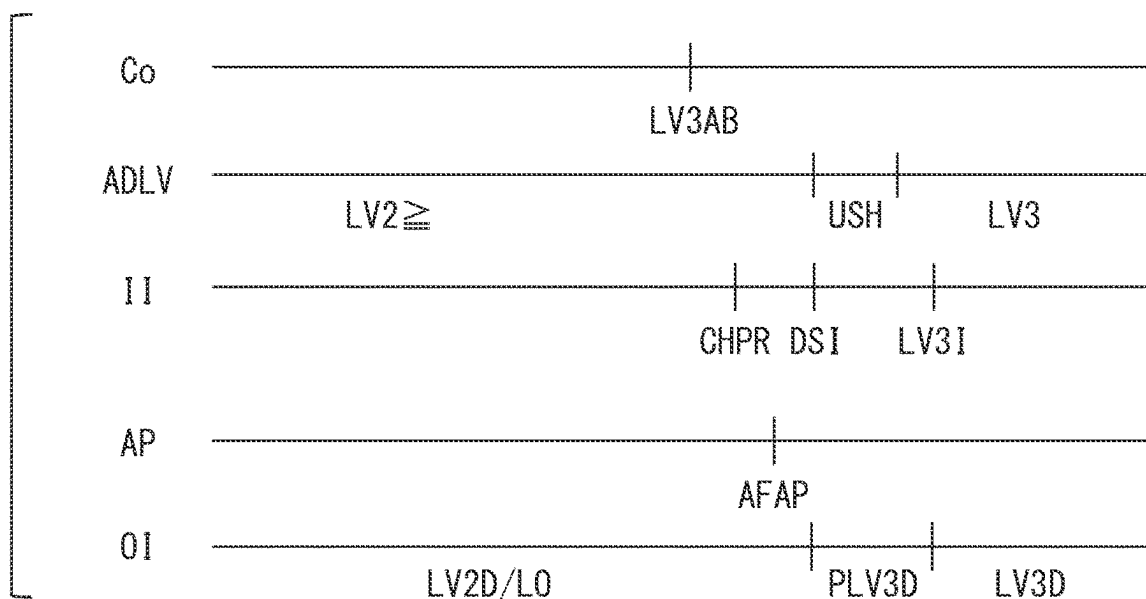 Co
LV3AB
ADLV
LV2≧ USH LV3
II
CHPR DSI LV3I
AP
AFAP
OI
LV2D/LO PLV3D LV3D